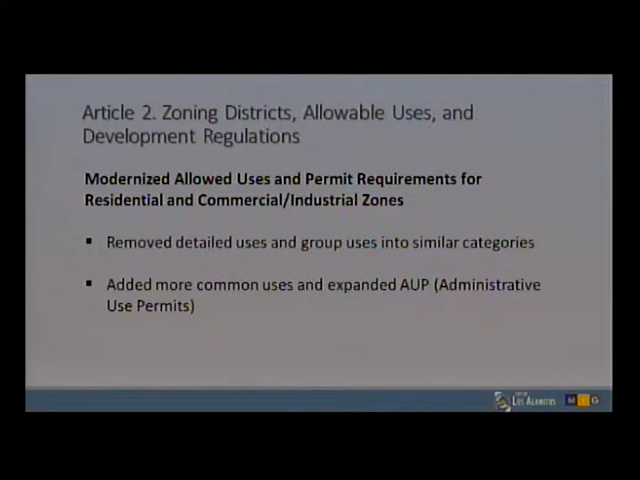 Article 2. Zoning Districts, Allowable Uses, and
Development Regulations
Modernized Allowed Uses and Permit Requirements for
Residential and Commercial/Industrial Zones
▪ Removed detailed uses and group uses into similar categories
▪ Added more common uses and expanded AUP (Administrative
Use Permits)
LOS ALAMITOS
M I G